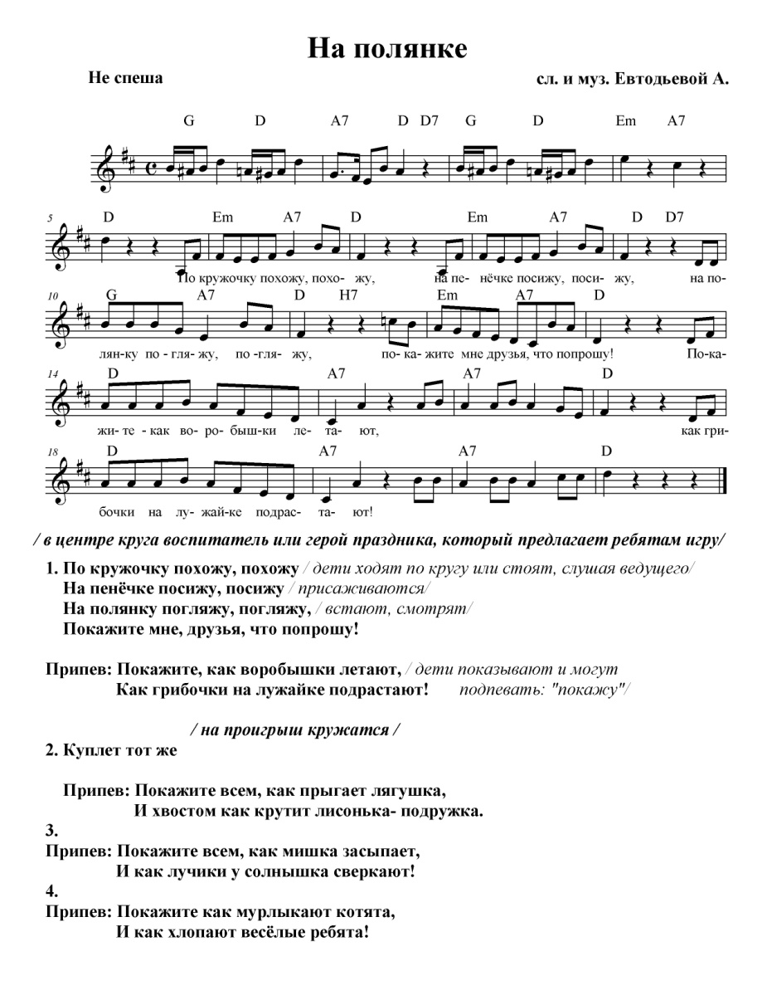 На полянке
Не спеша
сл. и муз. Евтодьевой А.
G D A7 D D7 G D Em A7
5 D Em A7 D Em A7 D D7
По кружочку похожу, похо- жу, на пе- нёчке посижу, поси- жу, на по-
10 G A7 D H7 Em A7 D
лян-ку по - гля- жу, по -гля- жу, по- ка- жите мне друзья, что попрошу! По-ка-
14 D A7 A7 D
жи- те - как во- ро- быш-ки ле- та- ют, как гри-
18 D A7 A7 D
бочки на лу- жай-ке подрас- та- ют!
/ в центре круга воспитатель или герой праздника, который предлагает ребятам игру/
1. По кружочку похожу, похожу / дети ходят по кругу или стоят, слушая ведущего/
На пенёчке посижу, посижу / присаживаются/
На полянку погляжу, погляжу, / встают, смотрят/
Покажите мне, друзья, что попрошу!
Припев: Покажите, как воробышки летают, / дети показывают и могут
Как грибочки на лужайке подрастают! подпевать: "покажу"/
/ на проигрыш кружатся /
2. Куплет тот же
Припев: Покажите всем, как прыгает лягушка,
И хвостом как крутит лисонька- подружка.
3.
Припев: Покажите всем, как мишка засыпает,
И как лучики у солнышка сверкают!
4.
Припев: Покажите как мурлыкают котята,
И как хлопают весёлые ребята!